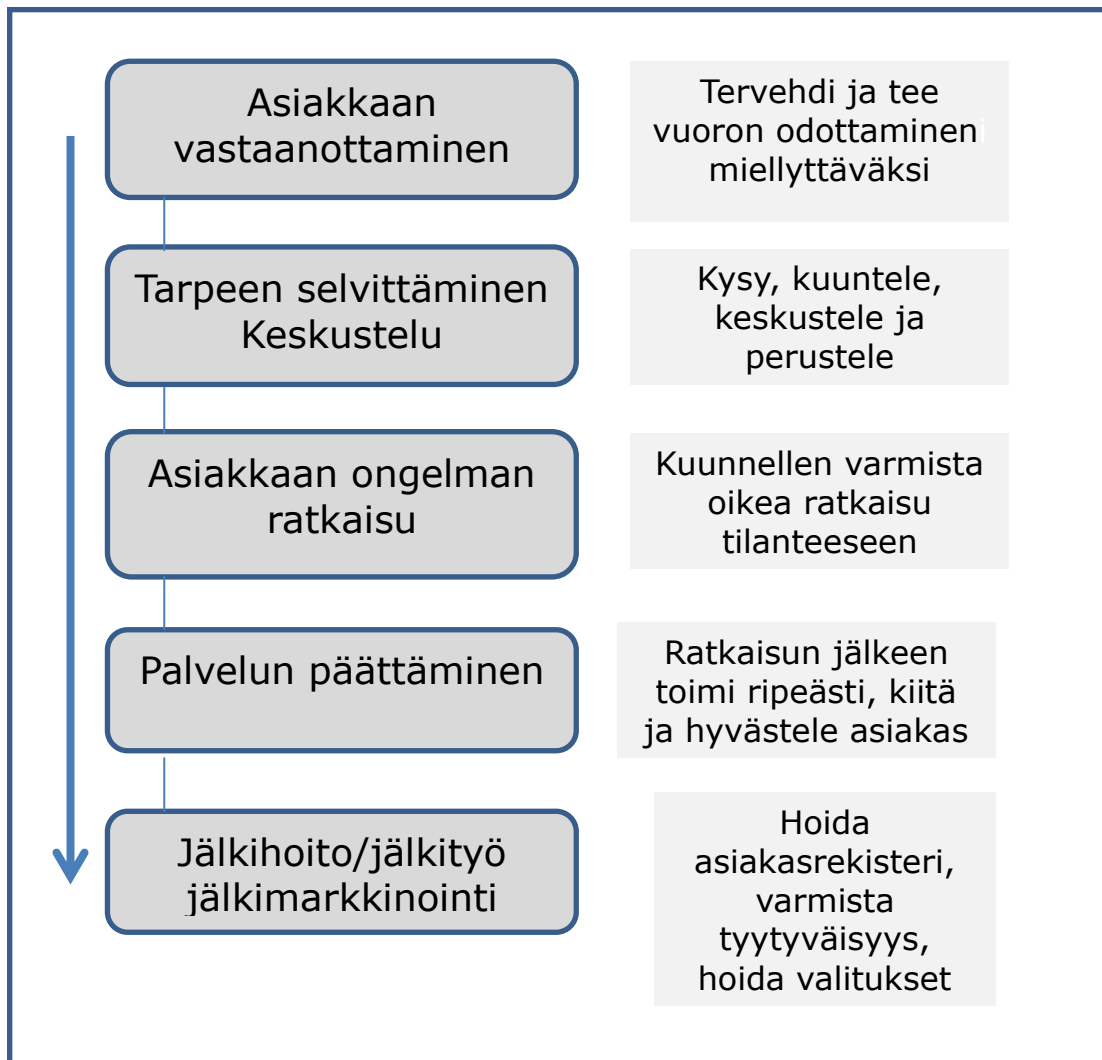 Asiakkaan
vastaanottaminen
Tervehdi ja tee
vuoron odottaminen
miellyttäväksi
Tarpeen selvittäminen
Keskustelu
Kysy, kuuntele,
keskustele ja
perustele
Asiakkaan ongelman
ratkaisu
Kuunnellen varmista
oikea ratkaisu
tilanteeseen
Palvelun päättäminen
Ratkaisun jälkeen
toimi ripeästi, kiitä
ja hyvästele asiakas
Jälkihoito/jälkityö
jälkimarkkinointi
Hoida
asiakasrekisteri,
varmista
tyytyväisyys,
hoida valitukset